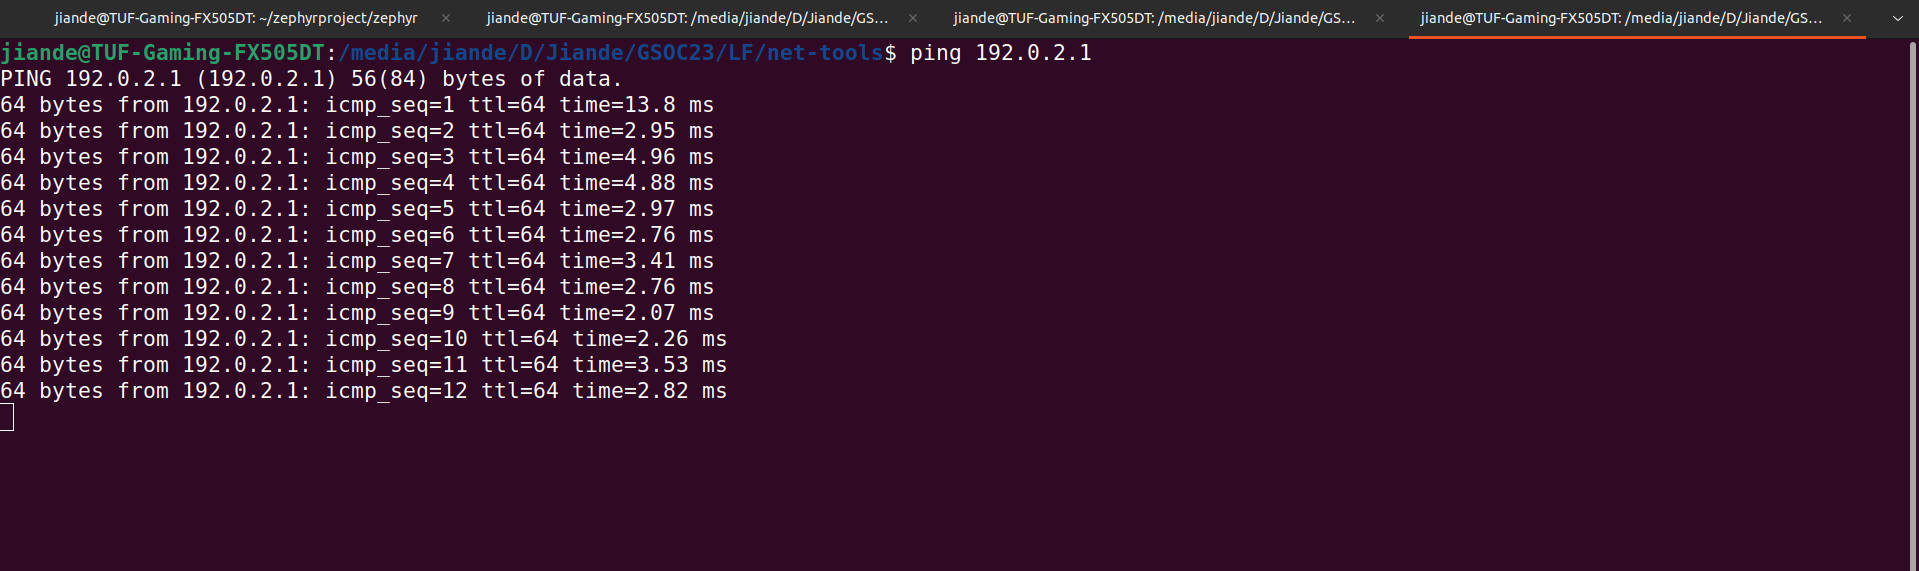 jiande@TUF-Gaming-FX505DT: ~/zephyrproject/zephyr × jiande@TUF-Gaming-FX505DT: /media/jiande/D/Jiande/GS... × jiande@TUF-Gaming-FX505DT: /media/jiande/D/Jiande/GS... × jiande@TUF-Gaming-FX505DT: /media/jiande/D/Jiande/GS... ×
jiande@TUF-Gaming-FX505DT:/media/jiande/D/Jiande/GSOC23/LF/net-tools$ ping 192.0.2.1
PING 192.0.2.1 (192.0.2.1) 56(84) bytes of data.
64 bytes from 192.0.2.1: icmp_seq=1 ttl=64 time=13.8 ms
64 bytes from 192.0.2.1: icmp_seq=2 ttl=64 time=2.95 ms
64 bytes from 192.0.2.1: icmp_seq=3 ttl=64 time=4.96 ms
64 bytes from 192.0.2.1: icmp_seq=4 ttl=64 time=4.88 ms
64 bytes from 192.0.2.1: icmp_seq=5 ttl=64 time=2.97 ms
64 bytes from 192.0.2.1: icmp_seq=6 ttl=64 time=2.76 ms
64 bytes from 192.0.2.1: icmp_seq=7 ttl=64 time=3.41 ms
64 bytes from 192.0.2.1: icmp_seq=8 ttl=64 time=2.76 ms
64 bytes from 192.0.2.1: icmp_seq=9 ttl=64 time=2.07 ms
64 bytes from 192.0.2.1: icmp_seq=10 ttl=64 time=2.26 ms
64 bytes from 192.0.2.1: icmp_seq=11 ttl=64 time=3.53 ms
64 bytes from 192.0.2.1: icmp_seq=12 ttl=64 time=2.82 ms